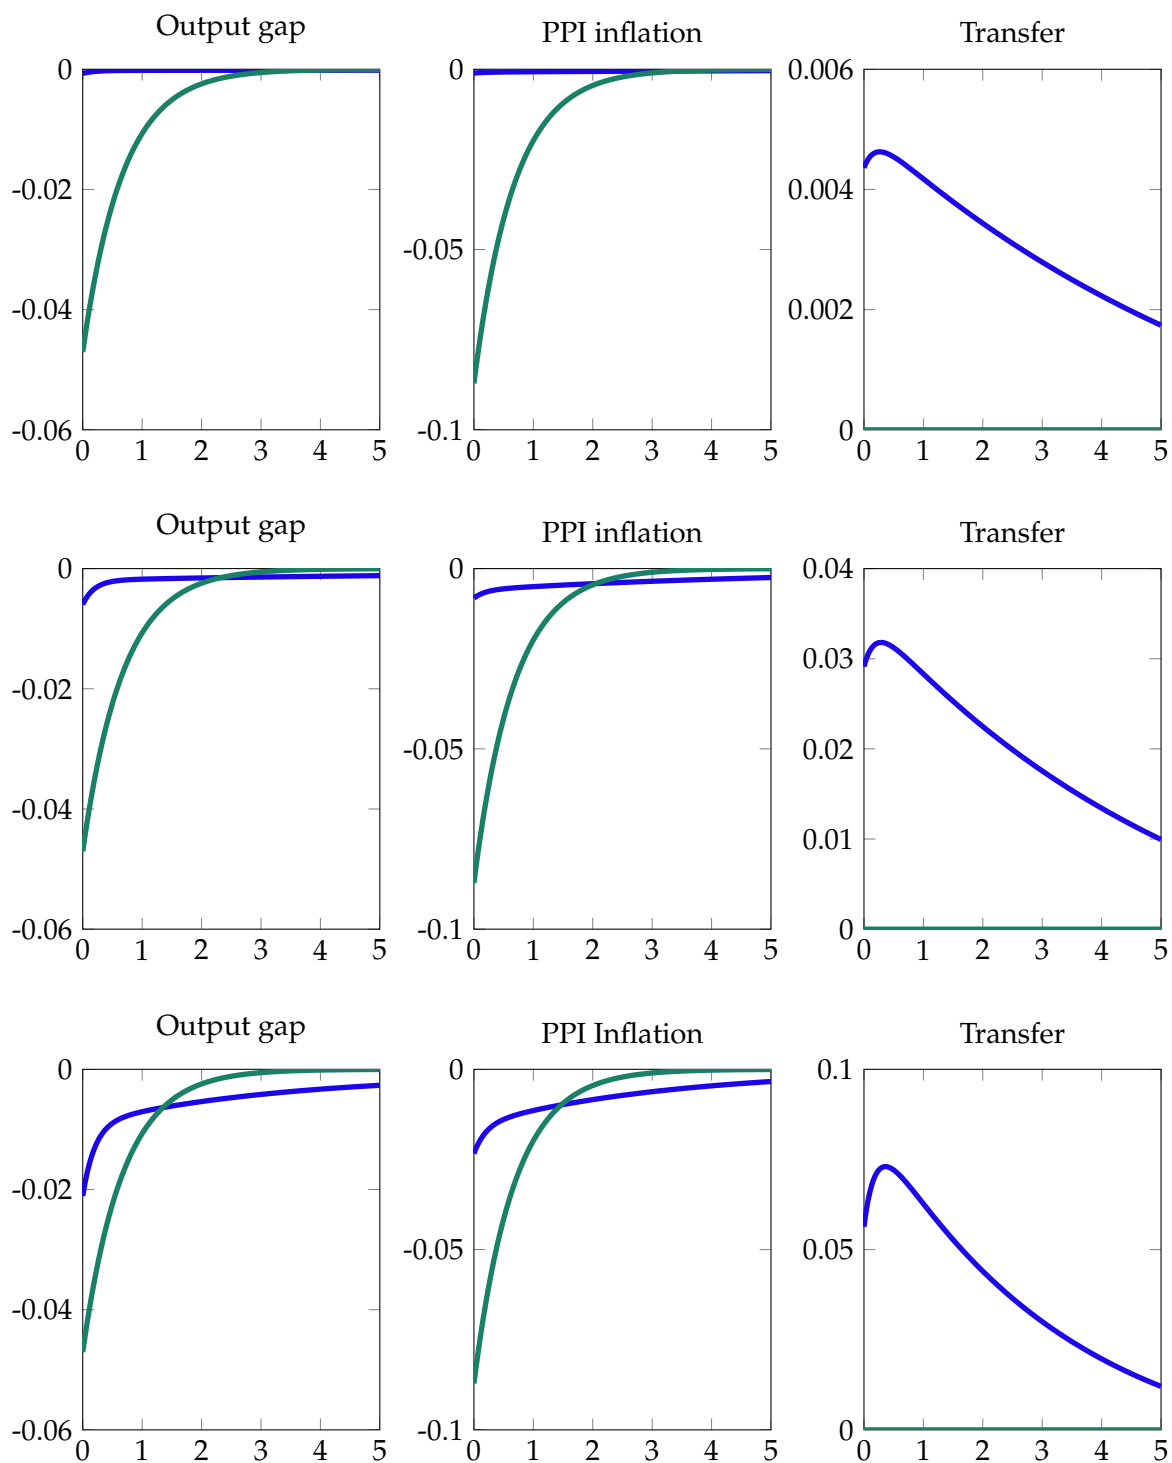 Output gap PPI inflation Transfer
0 0 0.006
-0.02 0.004
-0.05
-0.04 0.002
-0.06 -0.1 0
0 1 2 3 4 5 0 1 2 3 4 5 0 1 2 3 4 5
Output gap PPI inflation Transfer
0 0 0.04
0.03
-0.02
-0.05 0.02
-0.04 0.01
-0.06 -0.1 0
0 1 2 3 4 5 0 1 2 3 4 5 0 1 2 3 4 5
Output gap PPI Inflation Transfer
0 0 0.1
-0.02
-0.05 0.05
-0.04
-0.06 -0.1 0
0 1 2 3 4 5 0 1 2 3 4 5 0 1 2 3 4 5